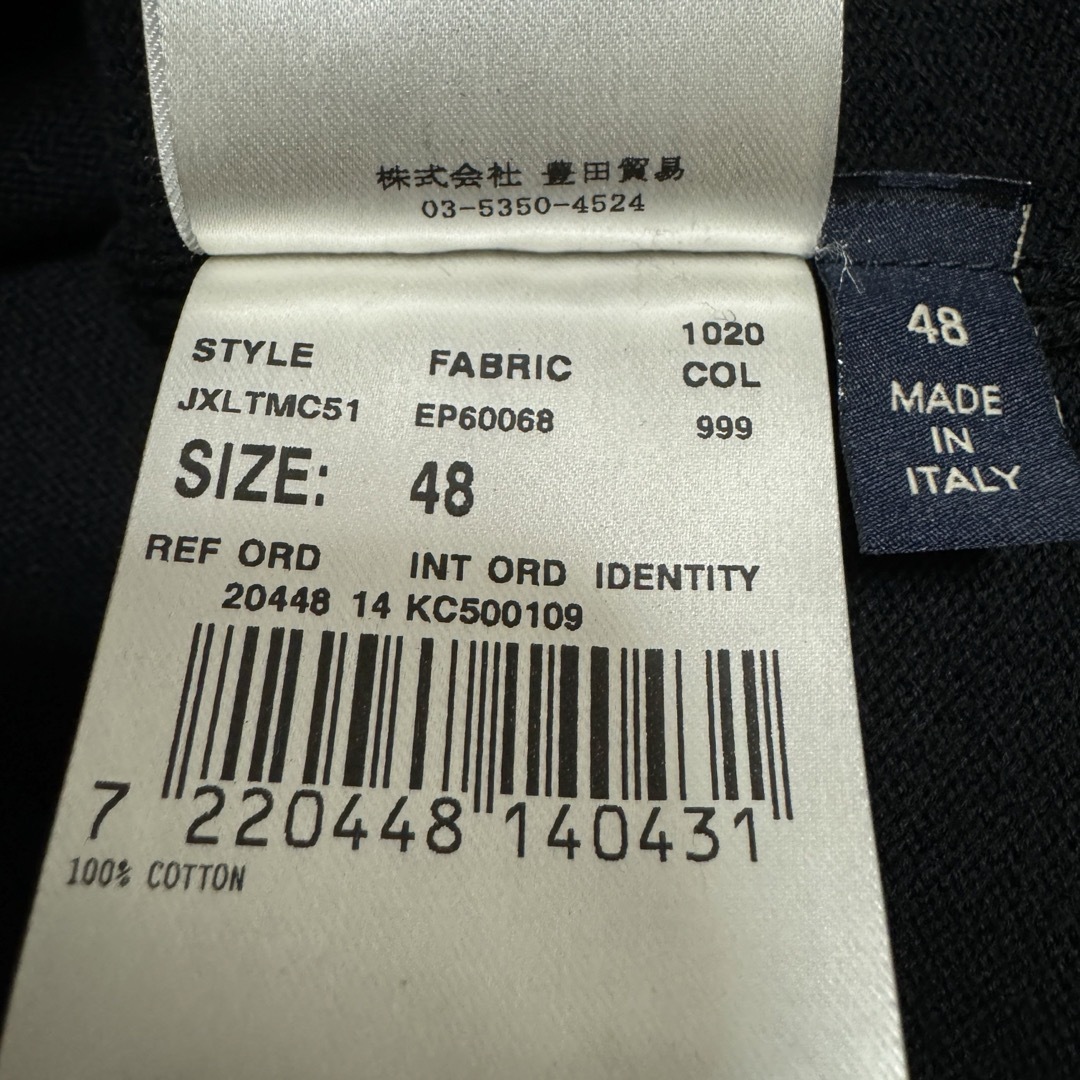 株式会社 豊田貿易
03-5350-4524
1020
STYLE FABRIC COL
JXLTMC51 EP60068 999
SIZE: 48
REF ORD INT ORD IDENTITY
20448 14 KC500109
7 220448 140431
100% COTTON
48
MADE
IN
ITALY